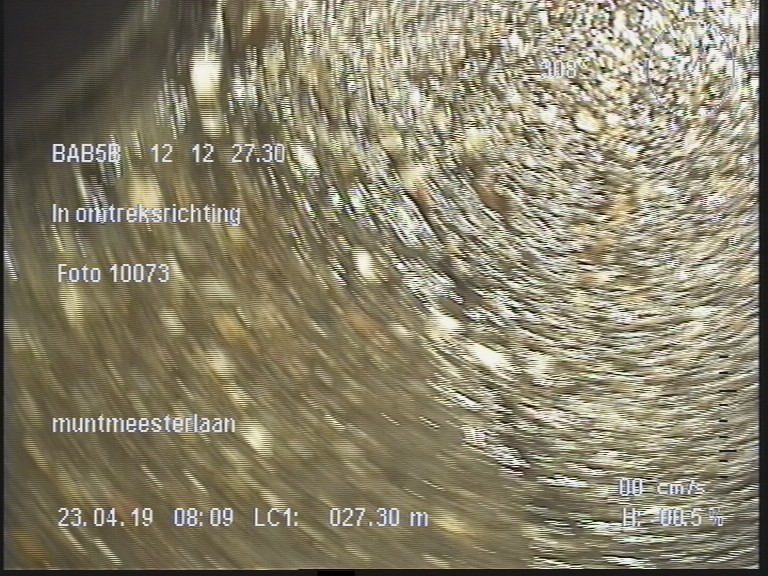 308°
BAB5B 12 12 27.30
In omtreksrichting
Foto 10073
muntmeesterlaan
00 cm/s
23.04.19 08:09 LC1: 027.30 m H: -00.5 %